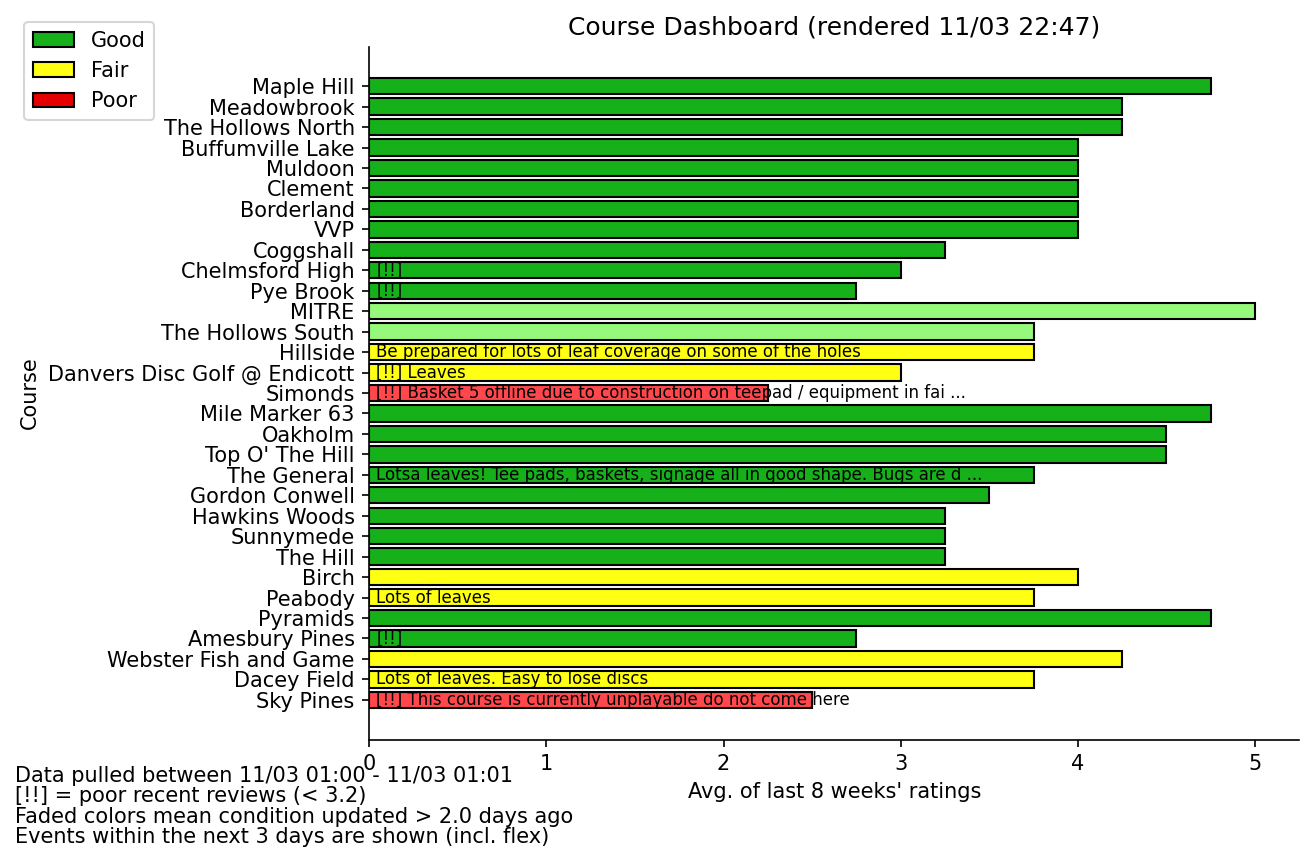 Course Dashboard (rendered 11/03 22:47)
Good
Fair
Poor
Maple Hill
Meadowbrook
The Hollows North
Buffumville Lake
Muldoon
Clement
Borderland
VVP
Coggshall
Chelmsford High [!!]
Pye Brook [!!]
MITRE
The Hollows South
Hillside Be prepared for lots of leaf coverage on some of the holes
Danvers Disc Golf @ Endicott [!!] Leaves
Simonds [!!] Basket 5 offline due to construction on teepad / equipment in fai ...
Mile Marker 63
Oakholm
Top O' The Hill
The General Lotsa leaves! Tee pads, baskets, signage all in good shape. Bugs are d ...
Gordon Conwell
Hawkins Woods
Sunnymede
The Hill
Birch
Peabody Lots of leaves
Pyramids
Amesbury Pines [!!]
Webster Fish and Game
Dacey Field Lots of leaves. Easy to lose discs
Sky Pines [!!] This course is currently unplayable do not come here
Course
0 1 2 3 4 5
Avg. of last 8 weeks' ratings
Data pulled between 11/03 01:00 - 11/03 01:01
[!!] = poor recent reviews (< 3.2)
Faded colors mean condition updated > 2.0 days ago
Events within the next 3 days are shown (incl. flex)